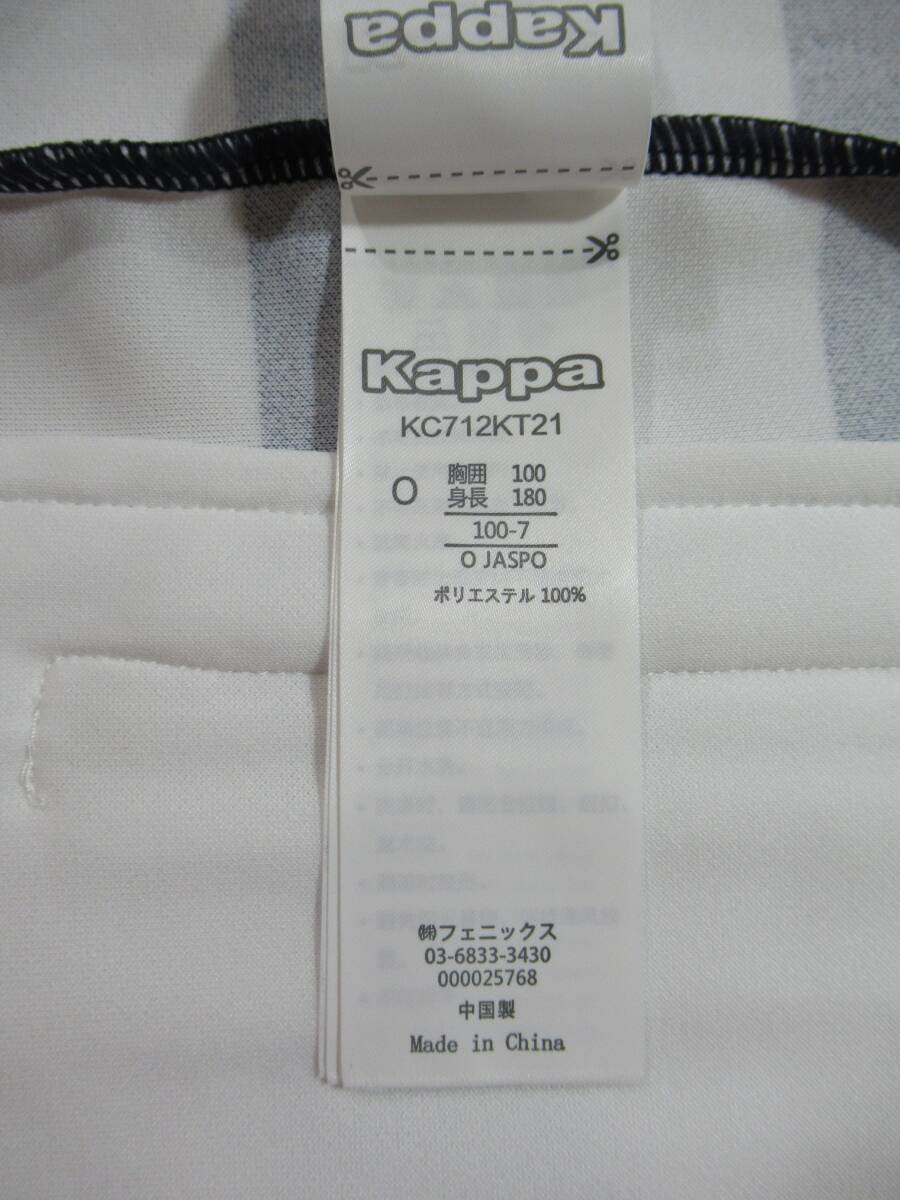 Kappa
Kappa
KC712KT21
O 胸囲 100
身長 180
100-7
O JASPO
ポリエステル 100%
㈱フェニックス
03-6833-3430
000025768
中国製
Made in China